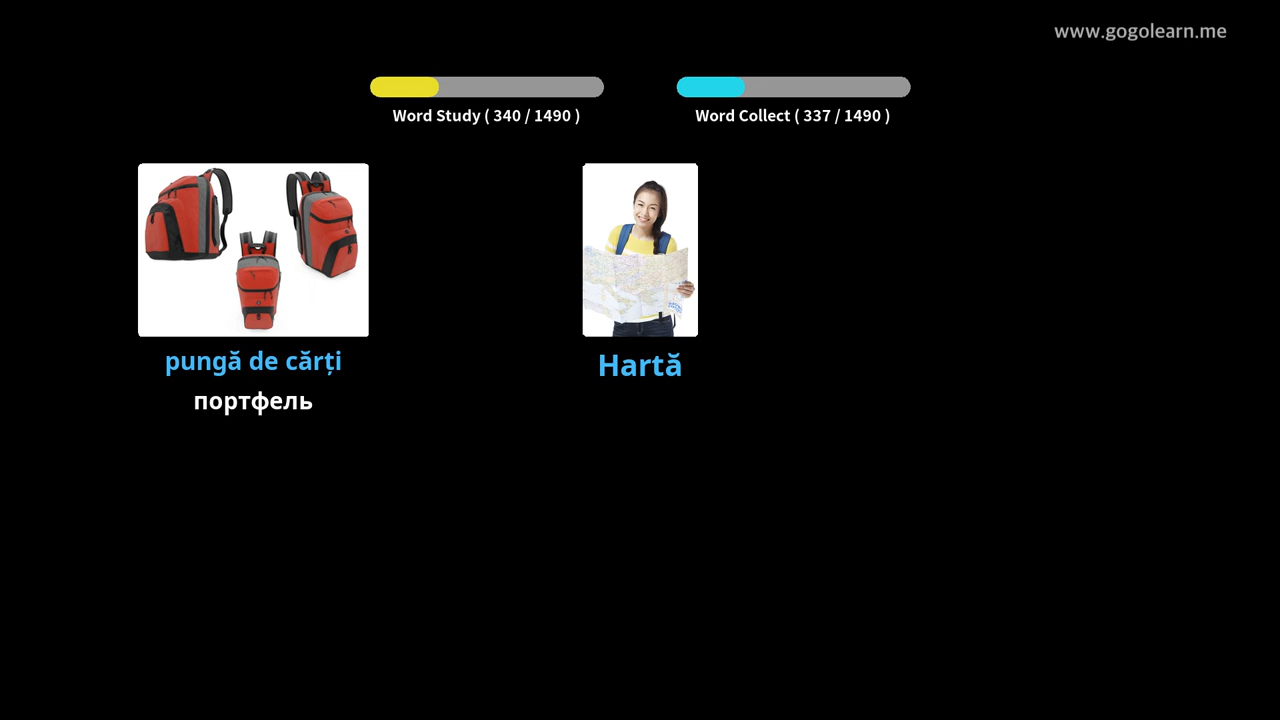 www.gogolearn.me
Word Study ( 340 / 1490 )
Word Collect ( 337 / 1490 )
pungă de cărți
портфель
Hartă